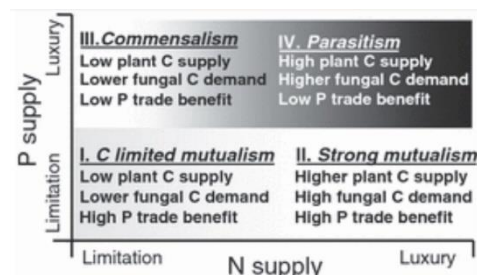 P supply
Luxury
Limitation
III.Commensalism
Low plant C supply
Lower fungal C demand
Low P trade benefit
IV. Parasitism
High plant C supply
Higher fungal C demand
Low P trade benefit
I. C limited mutualism
Low plant C supply
Lower fungal C demand
High P trade benefit
II. Strong mutualism
Higher plant C supply
High fungal C demand
High P trade benefit
Limitation
N supply
Luxury